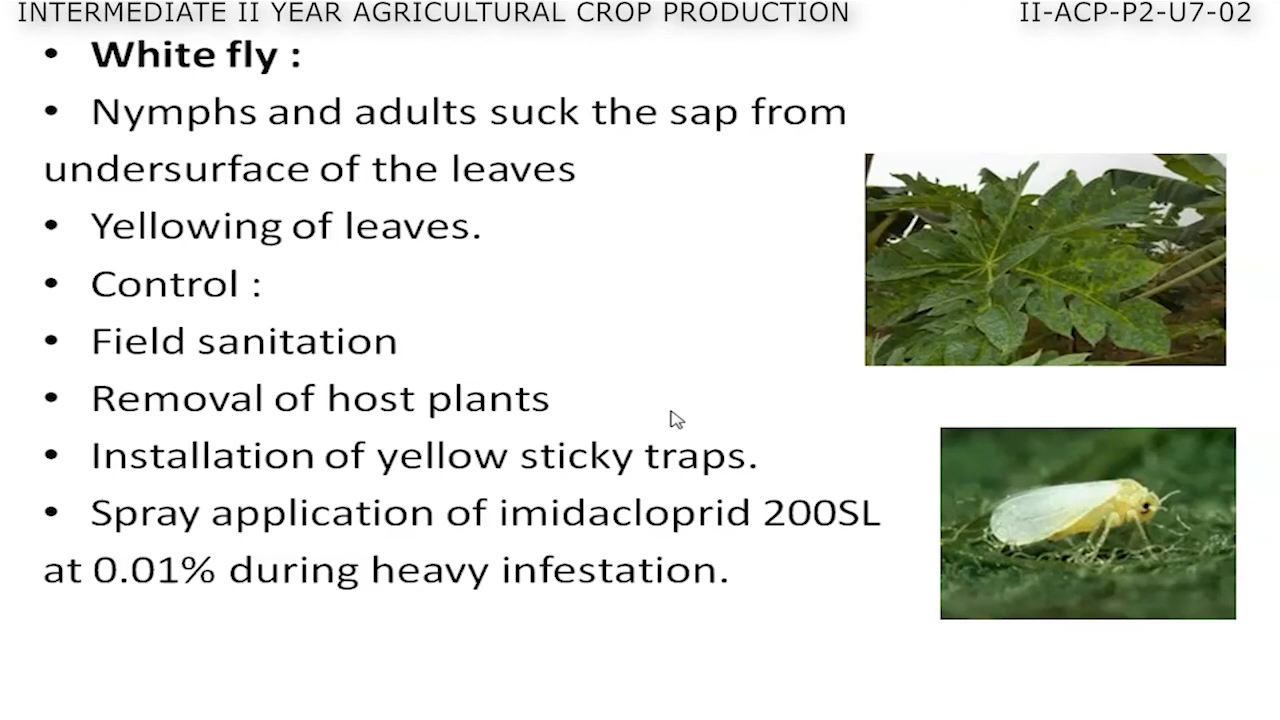 INTERMEDIATE II YEAR AGRICULTURAL CROP PRODUCTION II-ACP-P2-U7-02
• White fly :
• Nymphs and adults suck the sap from
undersurface of the leaves
• Yellowing of leaves.
• Control :
• Field sanitation
• Removal of host plants
• Installation of yellow sticky traps.
• Spray application of imidacloprid 200SL
at 0.01% during heavy infestation.